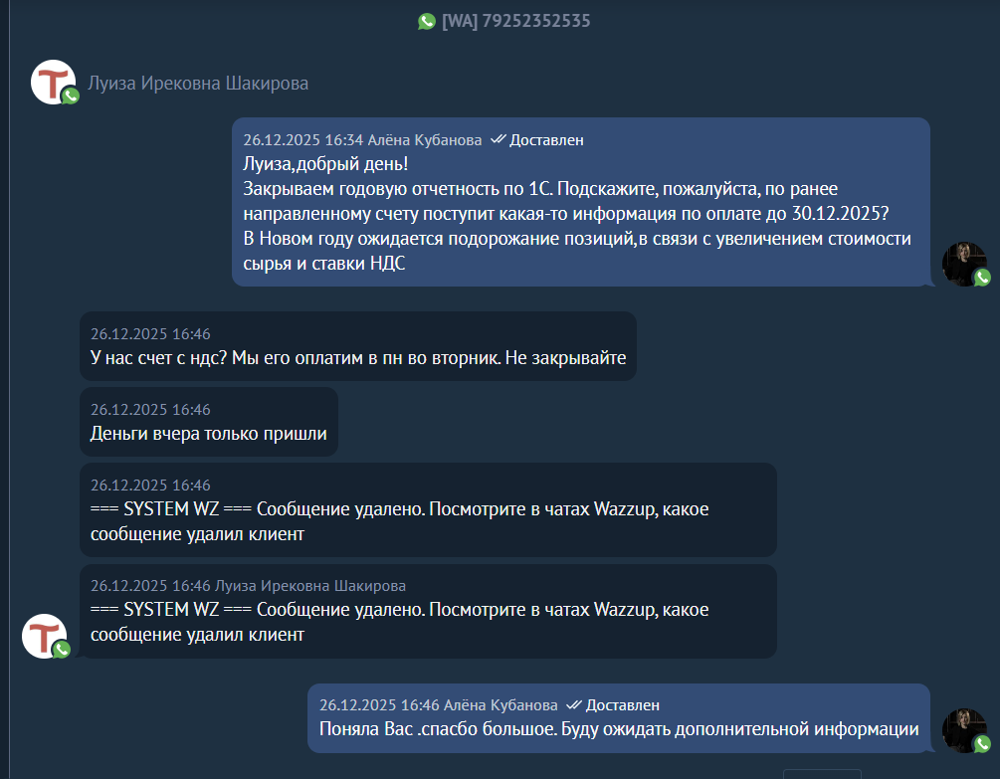 [WA] 79252352535
Луиза Ирековна Шакирова
26.12.2025 16:34 Алёна Кубанова Доставлен
Луиза,добрый день!
Закрываем годовую отчетность по 1С. Подскажите, пожалуйста, по ранее
направленному счету поступит какая-то информация по оплате до 30.12.2025?
В Новом году ожидается подорожание позиций,в связи с увеличением стоимости
сырья и ставки НДС
26.12.2025 16:46
У нас счет с ндс? Мы его оплатим в пн во вторник. Не закрывайте
26.12.2025 16:46
Деньги вчера только пришли
26.12.2025 16:46
=== SYSTEM WZ === Сообщение удалено. Посмотрите в чатах Wazzup, какое
сообщение удалил клиент
26.12.2025 16:46 Луиза Ирековна Шакирова
=== SYSTEM WZ === Сообщение удалено. Посмотрите в чатах Wazzup, какое
сообщение удалил клиент
26.12.2025 16:46 Алёна Кубанова Доставлен
Поняла Вас .спасбо большое. Буду ожидать дополнительной информации